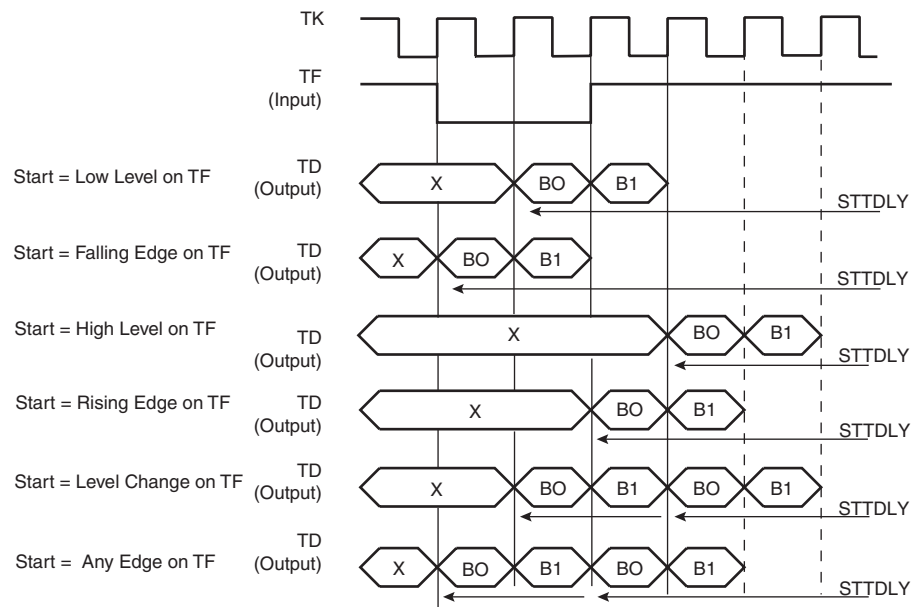 TK
TF
(Input)
Start = Low Level on TF
TD
(Output)
X
BO
B1
STTDLY
Start = Falling Edge on TF
TD
(Output)
X
BO
B1
STTDLY
Start = High Level on TF
TD
(Output)
X
BO
B1
STTDLY
Start = Rising Edge on TF
TD
(Output)
X
BO
B1
STTDLY
Start = Level Change on TF
TD
(Output)
X
BO
B1
BO
B1
STTDLY
Start = Any Edge on TF
TD
(Output)
X
BO
B1
BO
B1
STTDLY